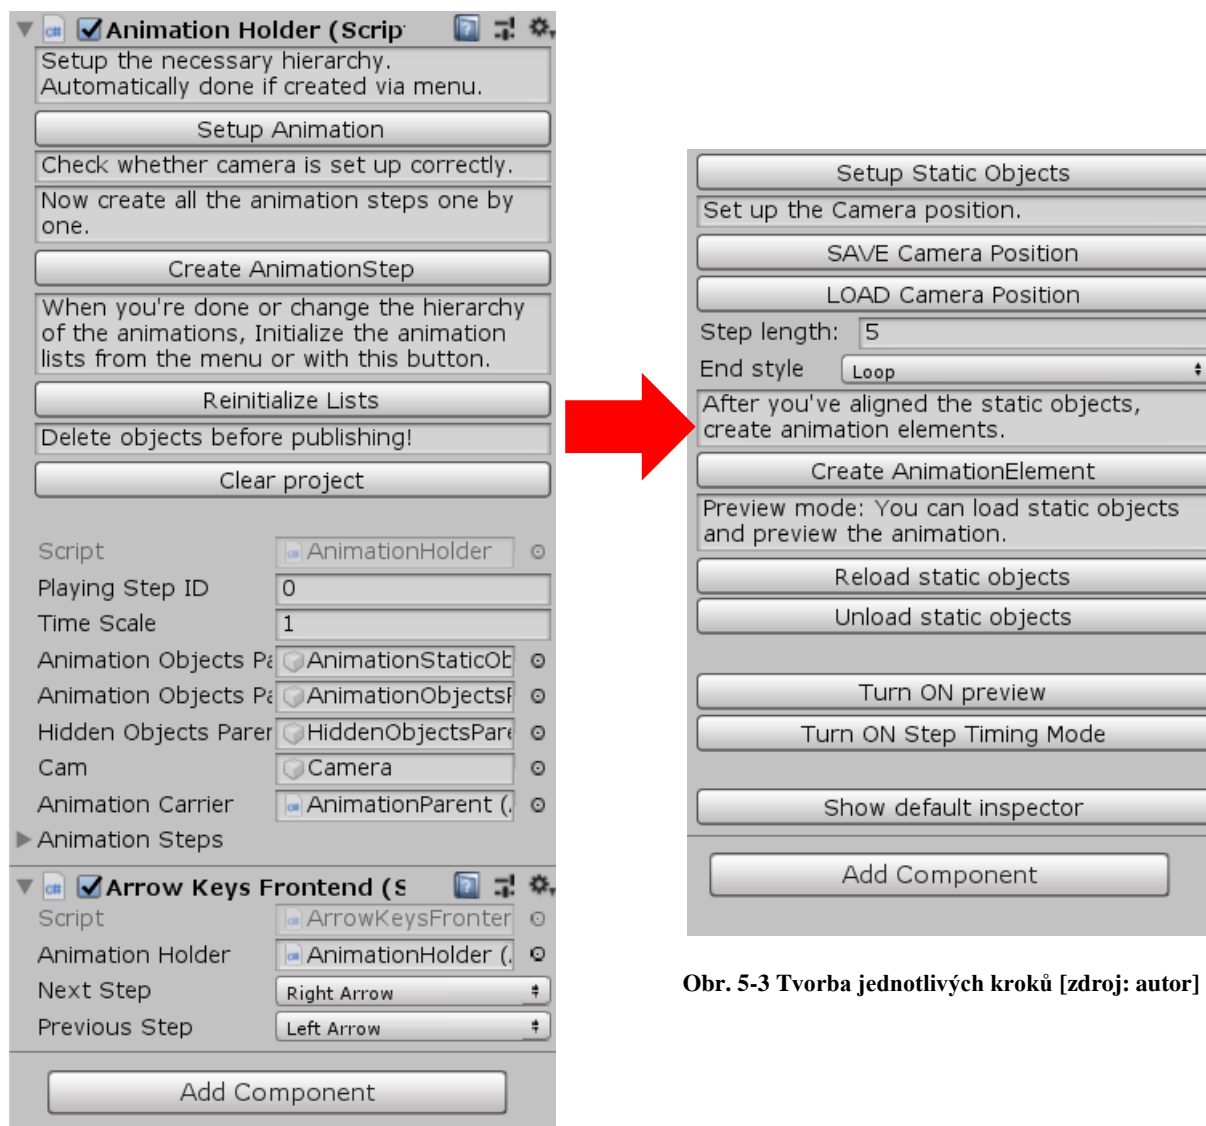 Animation Holder (Scrip
Setup the necessary hierarchy.
Automatically done if created via menu.
Setup Animation
Check whether camera is set up correctly.
Now create all the animation steps one by
one.
Create AnimationStep
When you're done or change the hierarchy
of the animations, Initialize the animation
lists from the menu or with this button.
Reinitialize Lists
Delete objects before publishing!
Clear project
Script AnimationHolder
Playing Step ID 0
Time Scale 1
Animation Objects Pa AnimationStaticOb
Animation Objects Pa AnimationObjectsP
Hidden Objects Paren HiddenObjectsPare
Cam Camera
Animation Carrier AnimationParent (.
Animation Steps
Arrow Keys Frontend (S
Script ArrowKeysFronten
Animation Holder AnimationHolder (.
Next Step Right Arrow
Previous Step Left Arrow
Add Component
Setup Static Objects
Set up the Camera position.
SAVE Camera Position
LOAD Camera Position
Step length: 5
End style Loop
After you've aligned the static objects,
create animation elements.
Create AnimationElement
Preview mode: You can load static objects
and preview the animation.
Reload static objects
Unload static objects
Turn ON preview
Turn ON Step Timing Mode
Show default inspector
Add Component
Obr. 5-3 Tvorba jednotlivých kroků [zdroj: autor]